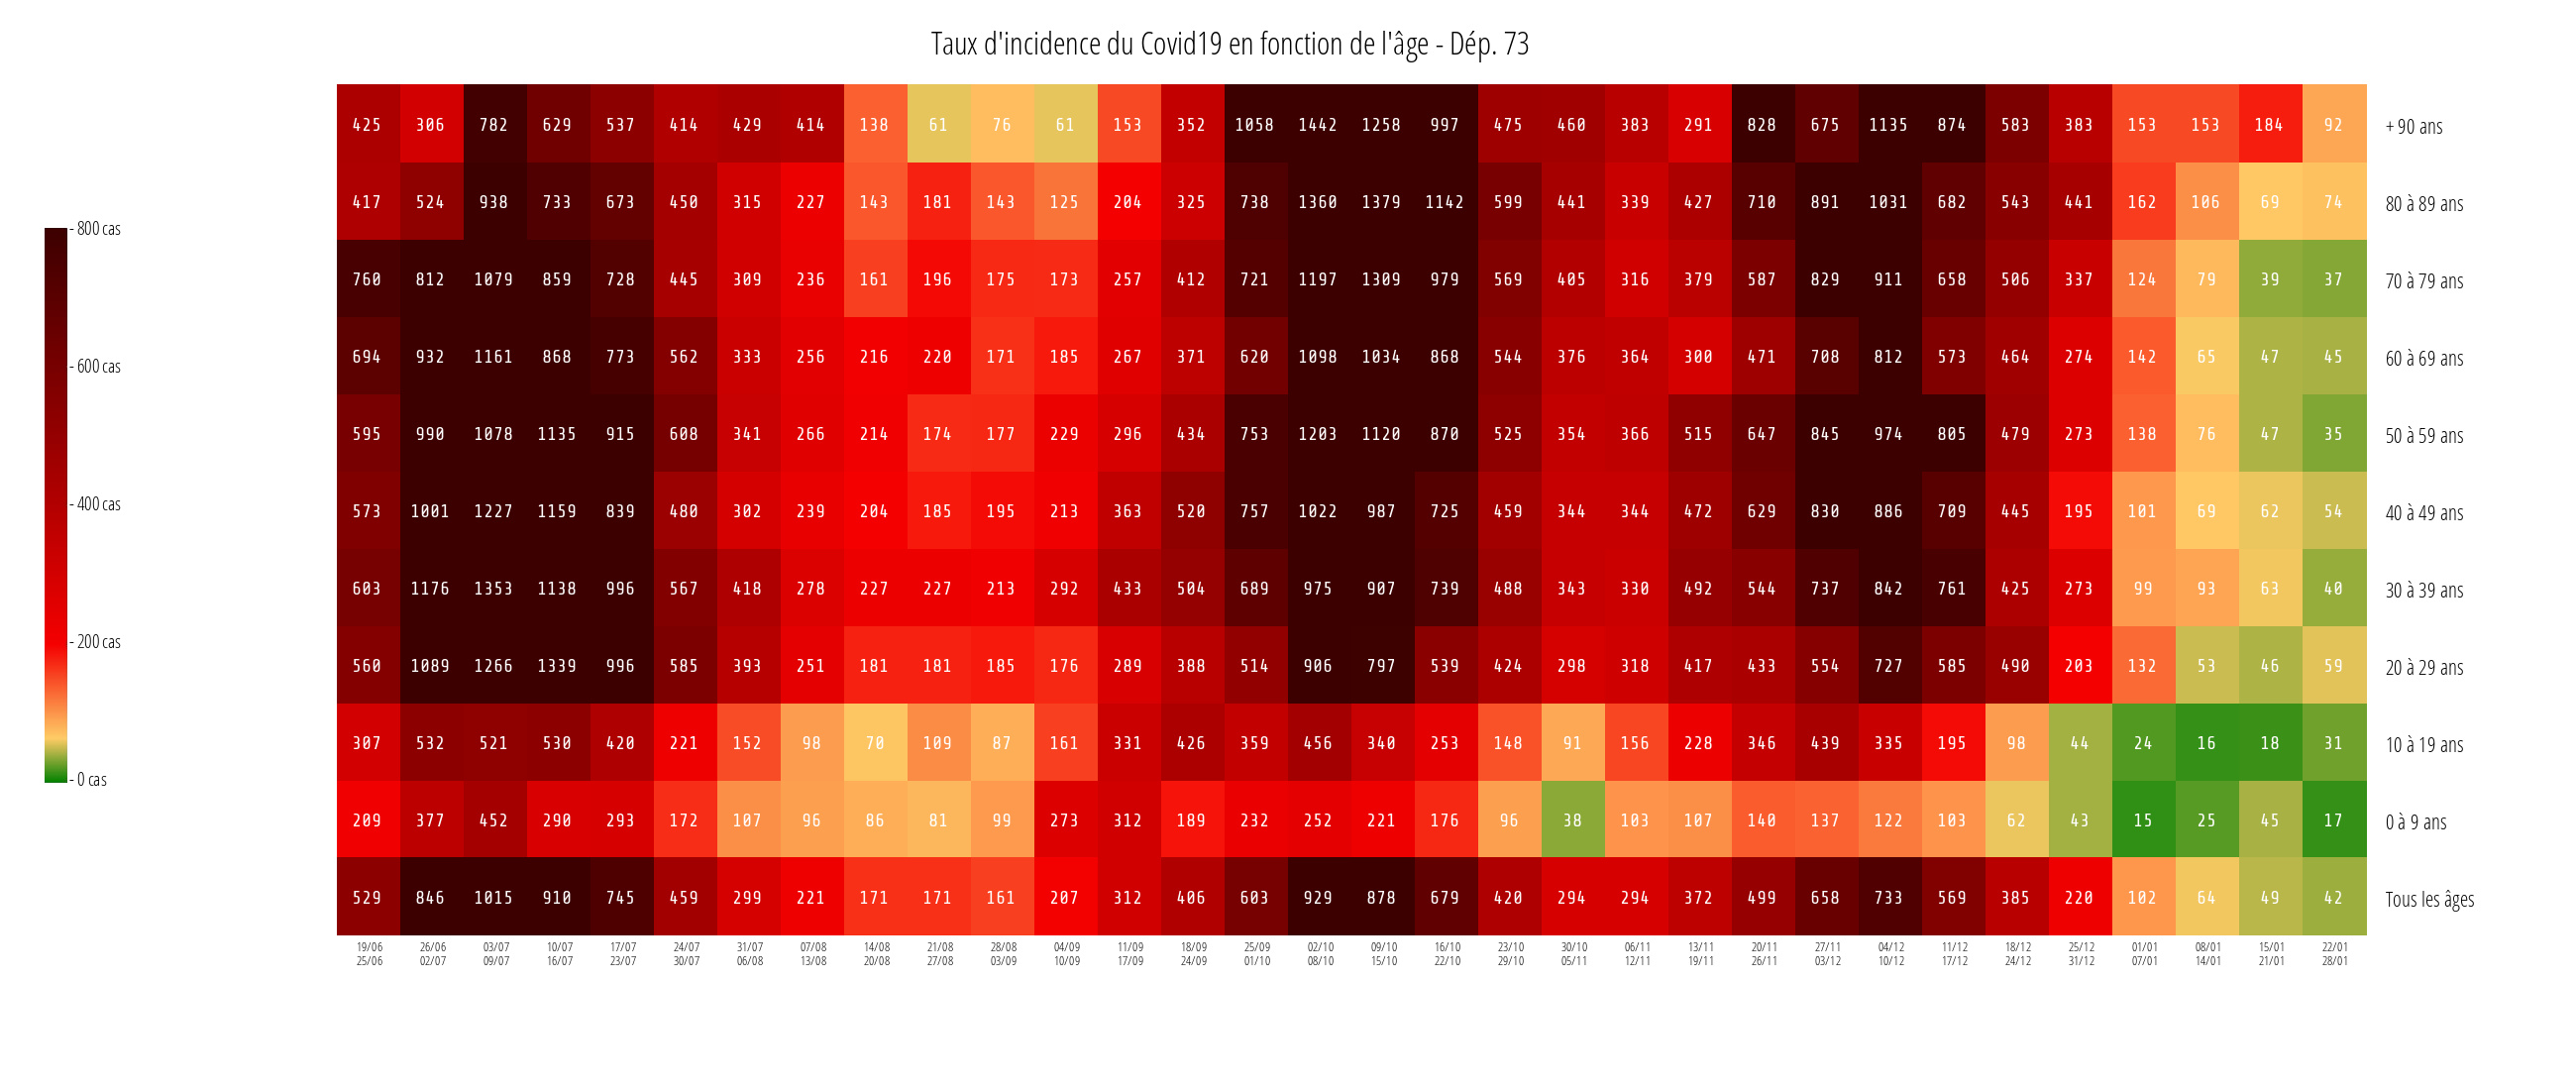 Taux d'incidence du Covid19 en fonction de l'âge - Dép. 73
- 800 cas
- 600 cas
- 400 cas
- 200 cas
- 0 cas
425 306 782 629 537 414 429 414 138 61 76 61 153 352 1058 1442 1258 997 475 460 383 291 828 675 1135 874 583 383 153 153 184 92 + 90 ans
417 524 938 733 673 450 315 227 143 181 143 125 204 325 738 1360 1379 1142 599 441 339 427 710 891 1031 682 543 441 162 106 69 74 80 à 89 ans
760 812 1079 859 728 445 309 236 161 196 175 173 257 412 721 1197 1309 979 569 405 316 379 587 829 911 658 506 337 124 79 39 37 70 à 79 ans
694 932 1161 868 773 562 333 256 216 220 171 185 267 371 620 1098 1034 868 544 376 364 300 471 708 812 573 464 274 142 65 47 45 60 à 69 ans
595 990 1078 1135 915 608 341 266 214 174 177 229 296 434 753 1203 1120 870 525 354 366 515 647 845 974 805 479 273 138 76 47 35 50 à 59 ans
573 1001 1227 1159 839 480 302 239 204 185 195 213 363 520 757 1022 987 725 459 344 344 472 629 830 886 709 445 195 101 69 62 54 40 à 49 ans
603 1176 1353 1138 996 567 418 278 227 227 213 292 433 504 689 975 907 739 488 343 330 492 544 737 842 761 425 273 99 93 63 40 30 à 39 ans
560 1089 1266 1339 996 585 393 251 181 181 185 176 289 388 514 906 797 539 424 298 318 417 433 554 727 585 490 203 132 53 46 59 20 à 29 ans
307 532 521 530 420 221 152 98 70 109 87 161 331 426 359 456 340 253 148 91 156 228 346 439 335 195 98 44 24 16 18 31 10 à 19 ans
209 377 452 290 293 172 107 96 86 81 99 273 312 189 232 252 221 176 96 38 103 107 140 137 122 103 62 43 15 25 45 17 0 à 9 ans
529 846 1015 910 745 459 299 221 171 171 161 207 312 406 603 929 878 679 420 294 294 372 499 658 733 569 385 220 102 64 49 42 Tous les âges
19/06 26/06 03/07 10/07 17/07 24/07 31/07 07/08 14/08 21/08 28/08 04/09 11/09 18/09 25/09 02/10 09/10 16/10 23/10 30/10 06/11 13/11 20/11 27/11 04/12 11/12 18/12 25/12 01/01 08/01 15/01 22/01
25/06 02/07 09/07 16/07 23/07 30/07 06/08 13/08 20/08 27/08 03/09 10/09 17/09 24/09 01/10 08/10 15/10 22/10 29/10 05/11 12/11 19/11 26/11 03/12 10/12 17/12 24/12 31/12 07/01 14/01 21/01 28/01